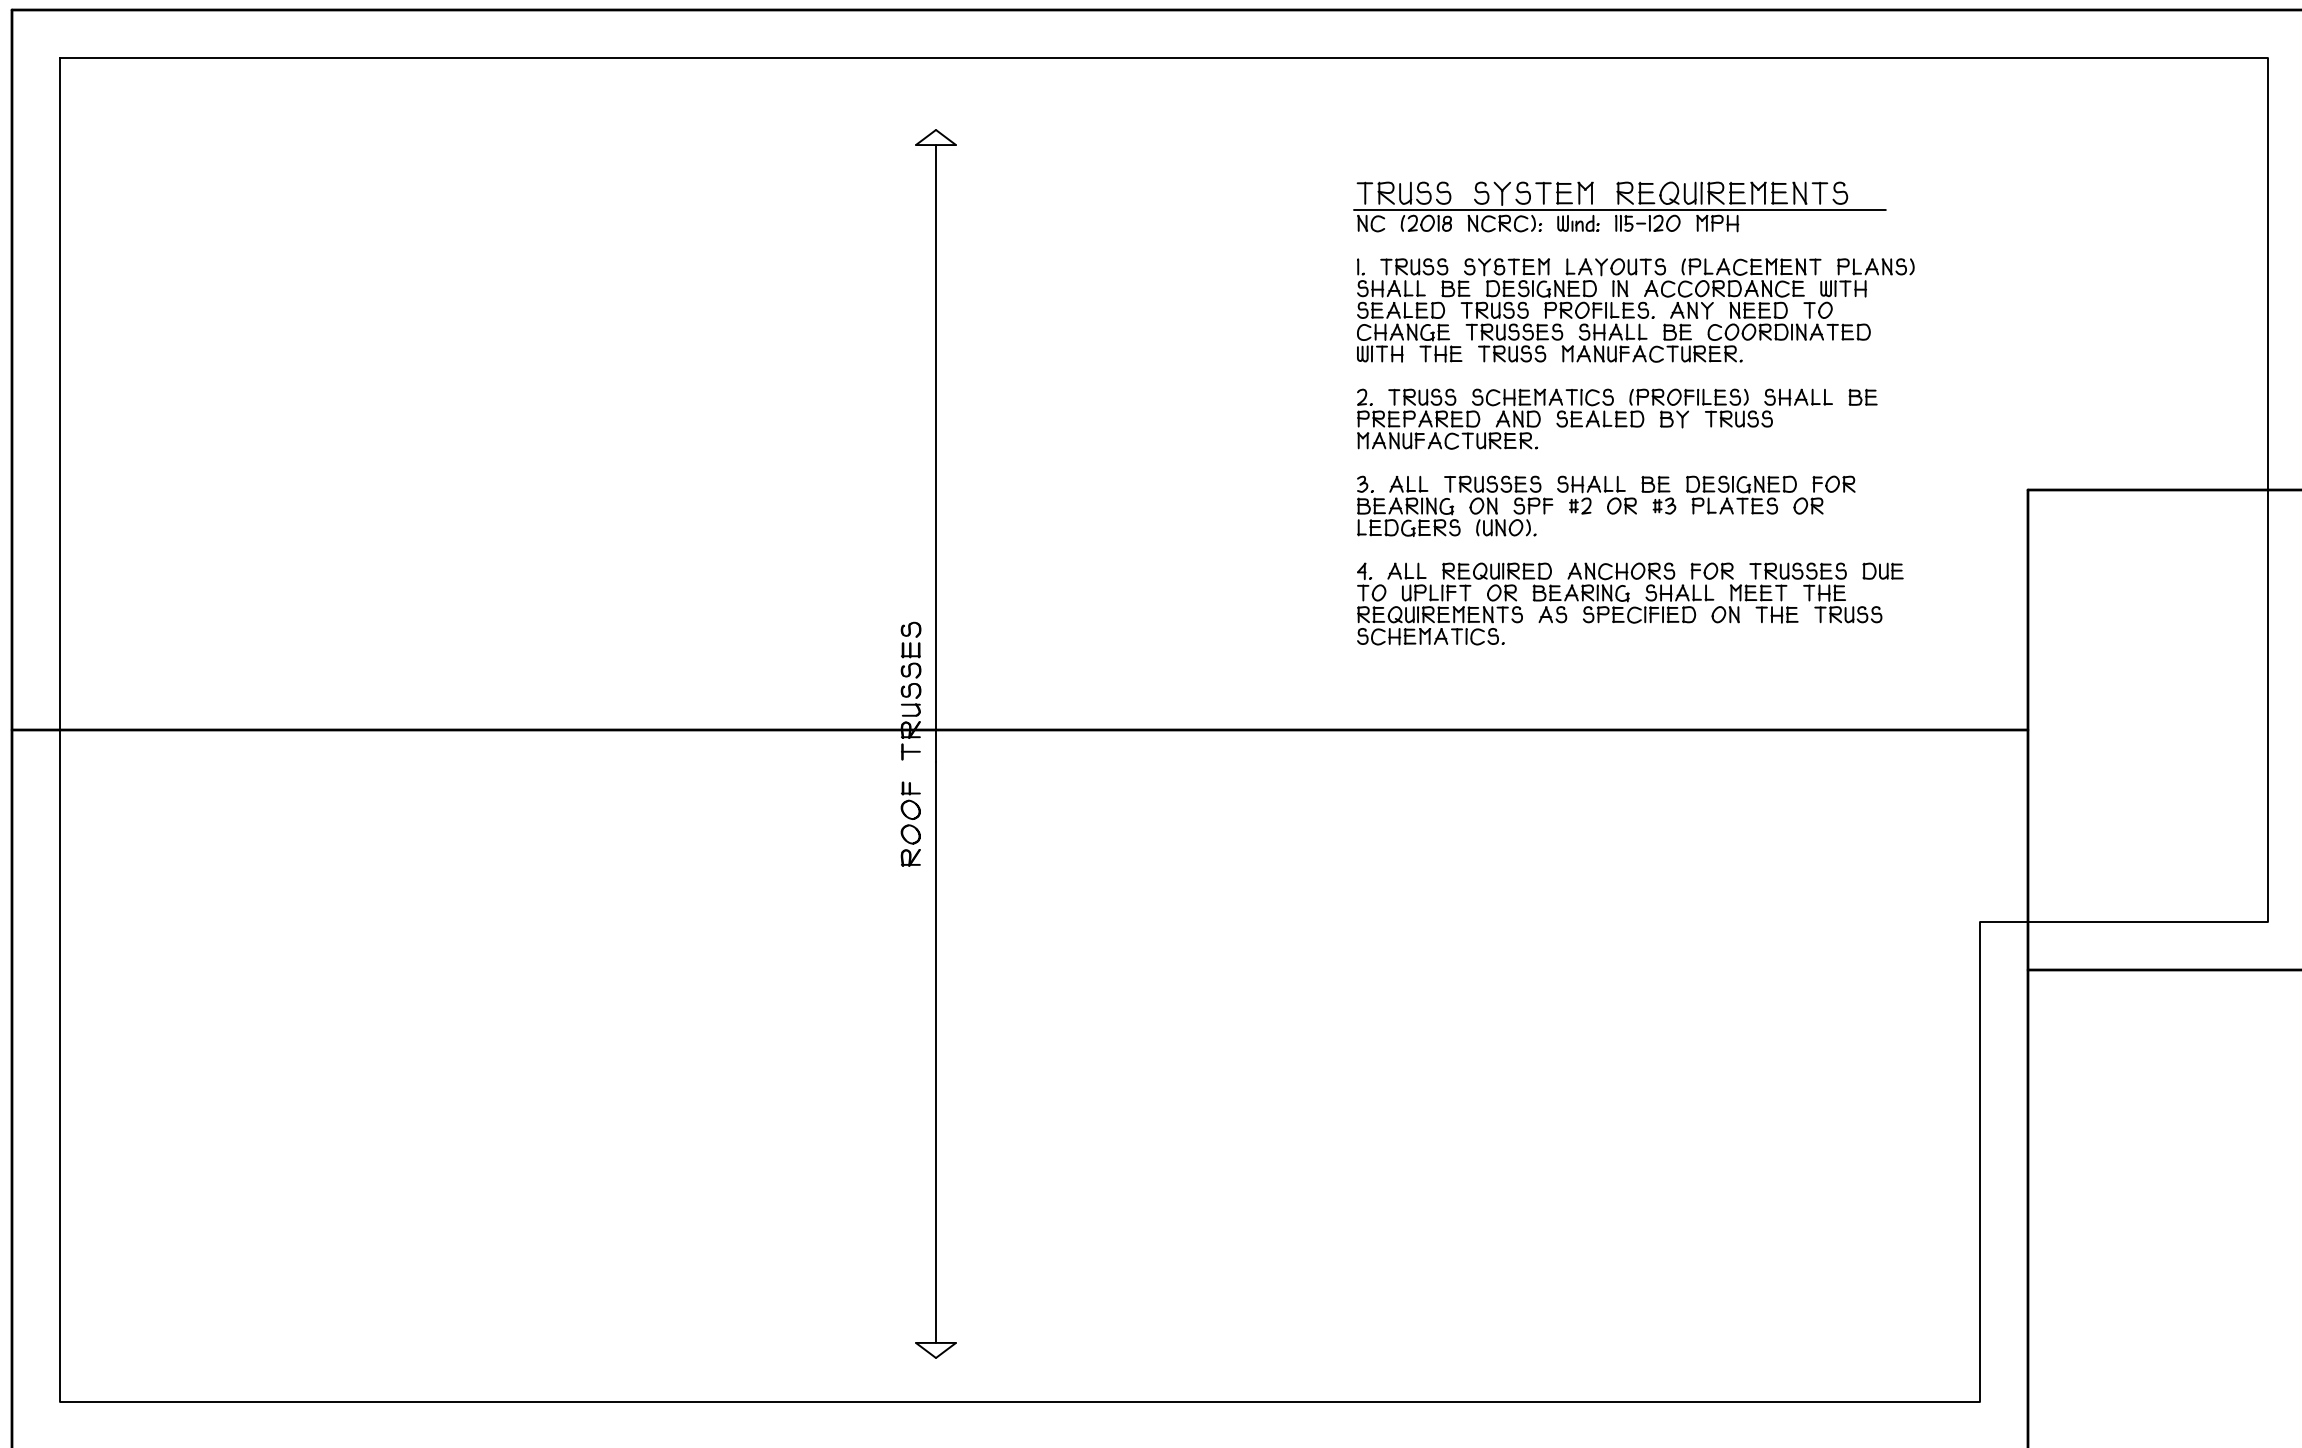 TRUSS SYSTEM REQUIREMENTS
NC (2018 NCRC): Wind: 115-120 MPH
1. TRUSS SYSTEM LAYOUTS (PLACEMENT PLANS)
SHALL BE DESIGNED IN ACCORDANCE WITH
SEALED TRUSS PROFILES. ANY NEED TO
CHANGE TRUSSES SHALL BE COORDINATED
WITH THE TRUSS MANUFACTURER.
2. TRUSS SCHEMATICS (PROFILES) SHALL BE
PREPARED AND SEALED BY TRUSS
MANUFACTURER.
3. ALL TRUSSES SHALL BE DESIGNED FOR
BEARING ON SPF #2 OR #3 PLATES OR
LEDGERS (UNO).
4. ALL REQUIRED ANCHORS FOR TRUSSES DUE
TO UPLIFT OR BEARING SHALL MEET THE
REQUIREMENTS AS SPECIFIED ON THE TRUSS
SCHEMATICS.
ROOF TRUSSES